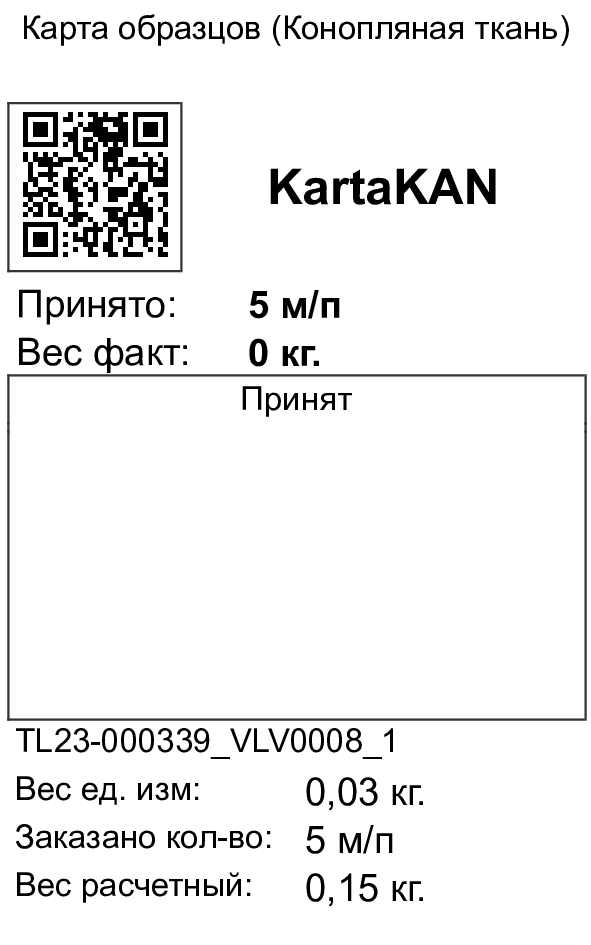 Карта образцов (Конопляная ткань)
KartaKAN
Принято: 5 м/п
Вес факт: 0 кг.
Принят
TL23-000339_VLV0008_1
Вес ед. изм: 0,03 кг.
Заказано кол-во: 5 м/п
Вес расчетный: 0,15 кг.